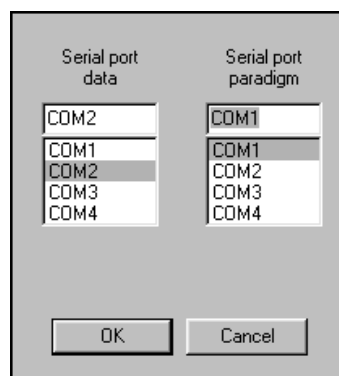 Serial port
data
Serial port
paradigm
COM2
COM1
COM2
COM3
COM4
COM1
COM1
COM2
COM3
COM4
OK
Cancel